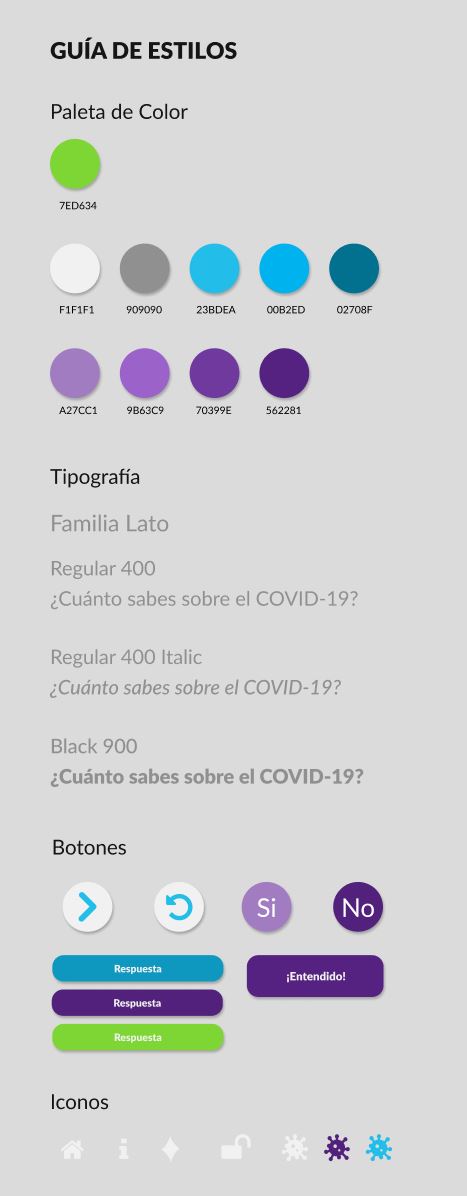 GUÍA DE ESTILOS
Paleta de Color
7ED634
F1F1F1 909090 23BDEA 00B2ED 02708F
A27CC1 9B63C9 70399E 562281
Tipografía
Familia Lato
Regular 400
¿Cuánto sabes sobre el COVID-19?
Regular 400 Italic
¿Cuánto sabes sobre el COVID-19?
Black 900
¿Cuánto sabes sobre el COVID-19?
Botones
Si No
Respuesta
¡Entendido!
Respuesta
Respuesta
Iconos